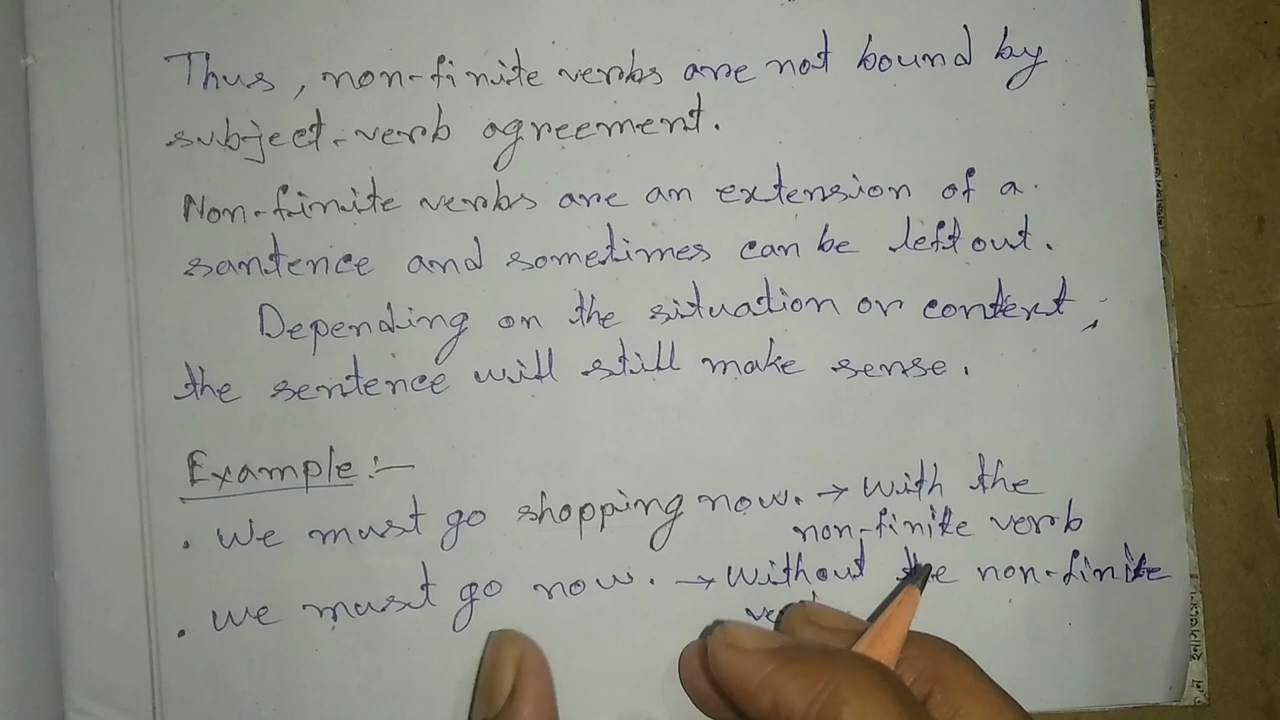 Thus, non-finite verbs are not bound by
subject-verb agreement.
Non-finite verbs are an extension of a
santence and sometimes can be left out.
Depending on the situation or context,
the sentence will still make sense.
Example:-
. We must go shopping now. → With the
non-finite verb
. We must go now. → Without the non-finite